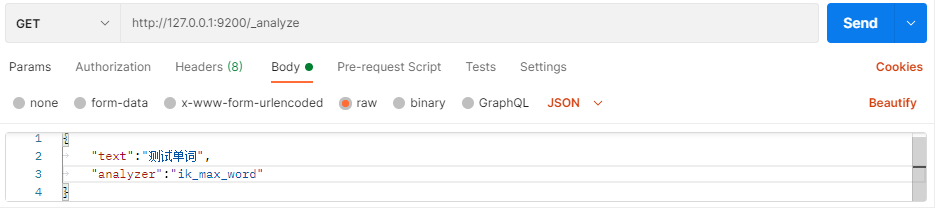 GET http://127.0.0.1:9200/_analyze Send
Params Authorization Headers (8) Body Pre-request Script Tests Settings Cookies
none form-data x-www-form-urlencoded raw binary GraphQL JSON Beautify
1 {
2 "text":"测试单词",
3 "analyzer":"ik_max_word"
4 }